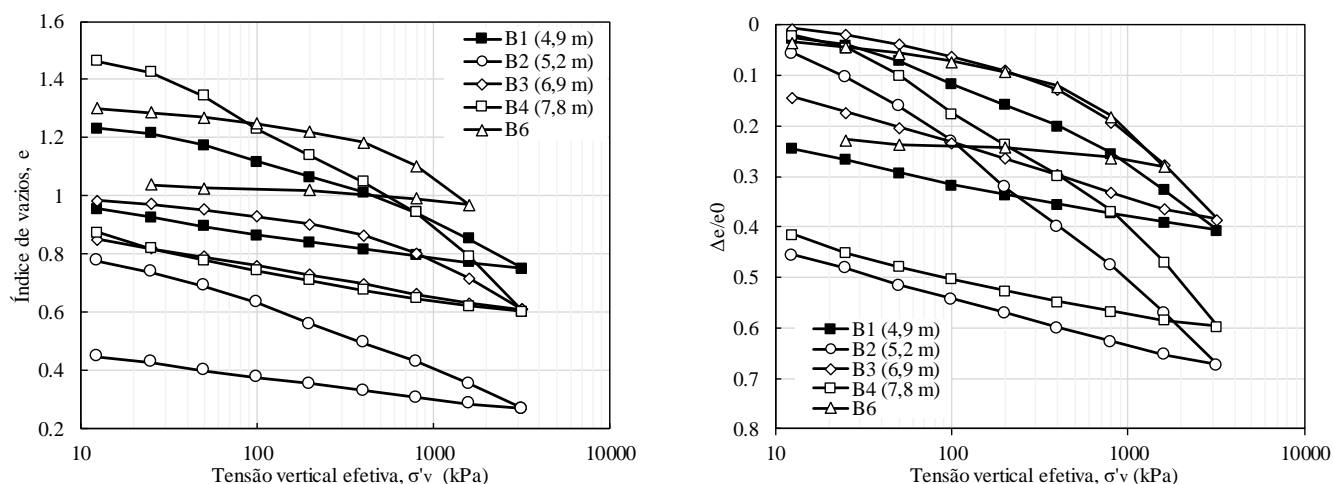 1.6
1.4
1.2
1
0.8
0.6
0.4
0.2
Índice de vazios, e
10
100
1000
10000
Tensão vertical efetiva, σ'v (kPa)
B1 (4,9 m)
B2 (5,2 m)
B3 (6,9 m)
B4 (7,8 m)
B6
0
0.1
0.2
0.3
0.4
0.5
0.6
0.7
0.8
Δe/e0
10
100
1000
10000
Tensão vertical efetiva, σ'v (kPa)
B1 (4,9 m)
B2 (5,2 m)
B3 (6,9 m)
B4 (7,8 m)
B6